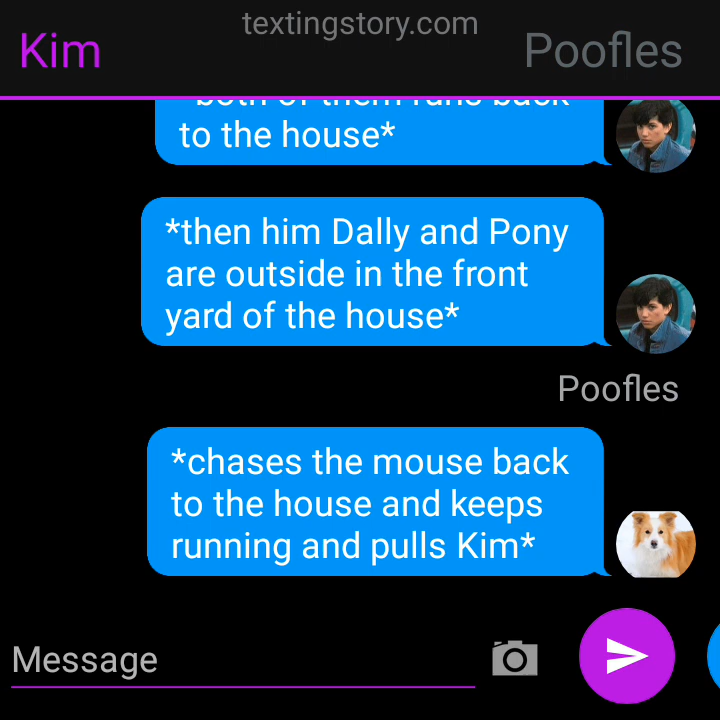 textingstory.com
Kim
Poofles
*both of them runs back
to the house*
*then him Dally and Pony
are outside in the front
yard of the house*
Poofles
*chases the mouse back
to the house and keeps
running and pulls Kim*
Message